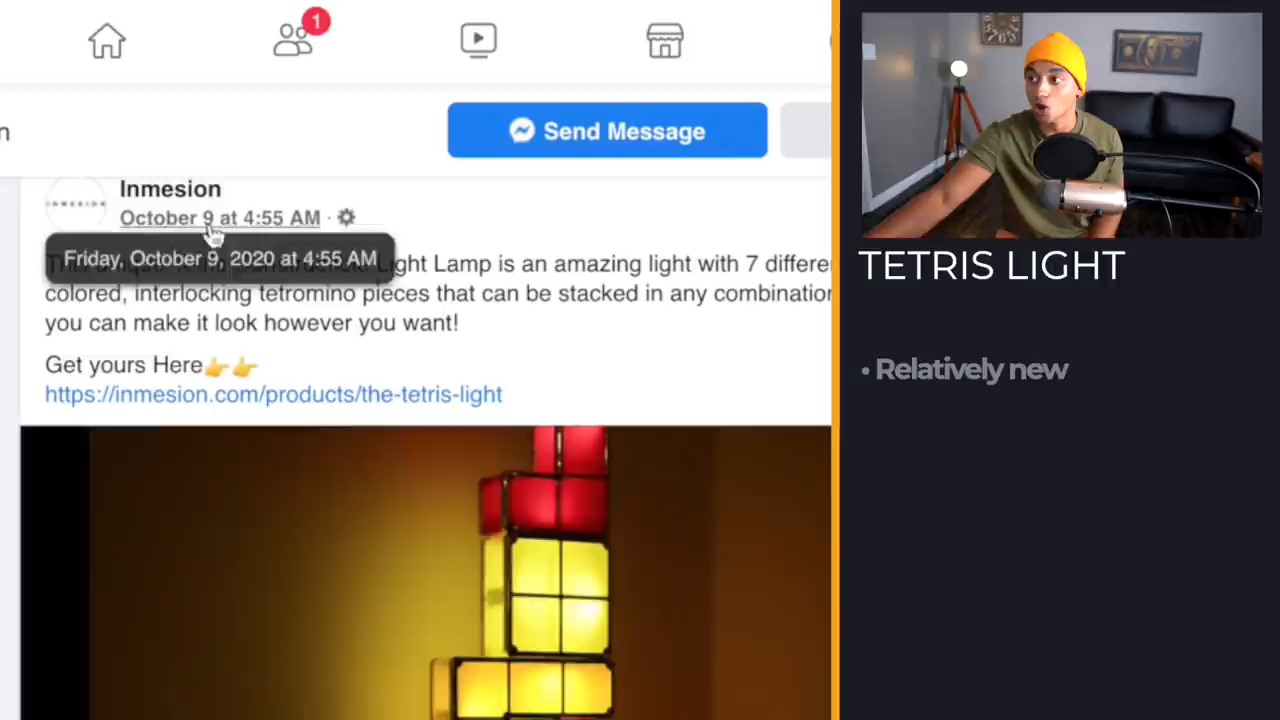 1
n
Send Message
Inmesion
October 9 at 4:55 AM ·
Friday, October 9, 2020 at 4:55 AM
Light Lamp is an amazing light with 7 differe
colored, interlocking tetromino pieces that can be stacked in any combination
you can make it look however you want!
Get yours Here👉👉
https://inmesion.com/products/the-tetris-light
TETRIS LIGHT
• Relatively new